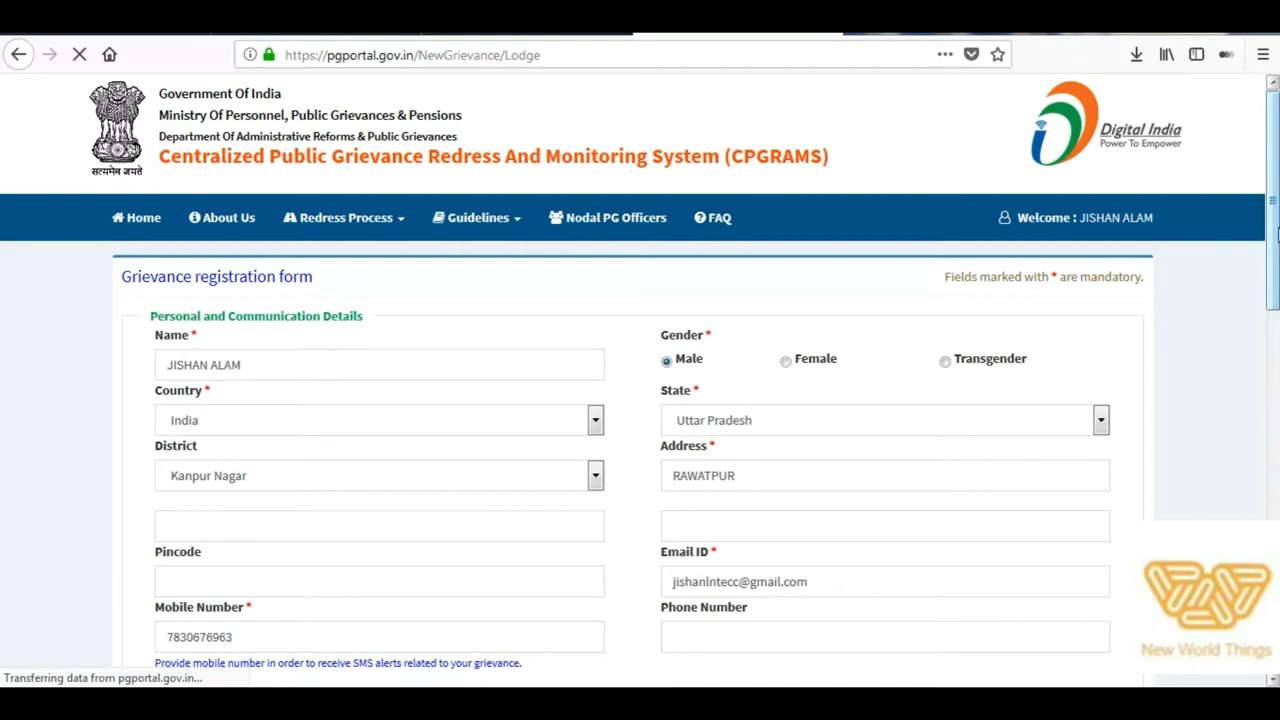 https://pgportal.gov.in/NewGrievance/Lodge
Government Of India
Ministry Of Personnel, Public Grievances & Pensions
Department Of Administrative Reforms & Public Grievances
Centralized Public Grievance Redress And Monitoring System (CPGRAMS)
सत्यमेव जयते
Digital India
Power To Empower
Home About Us Redress Process Guidelines Nodal PG Officers FAQ Welcome : JISHAN ALAM
Grievance registration form Fields marked with * are mandatory.
Personal and Communication Details
Name * Gender *
JISHAN ALAM Male Female Transgender
Country * State *
India Uttar Pradesh
District Address *
Kanpur Nagar RAWATPUR
Pincode Email ID *
jishanlntecc@gmail.com
Mobile Number * Phone Number
7830676963
Provide mobile number in order to receive SMS alerts related to your grievance.
New World Things
Transferring data from pgportal.gov.in...